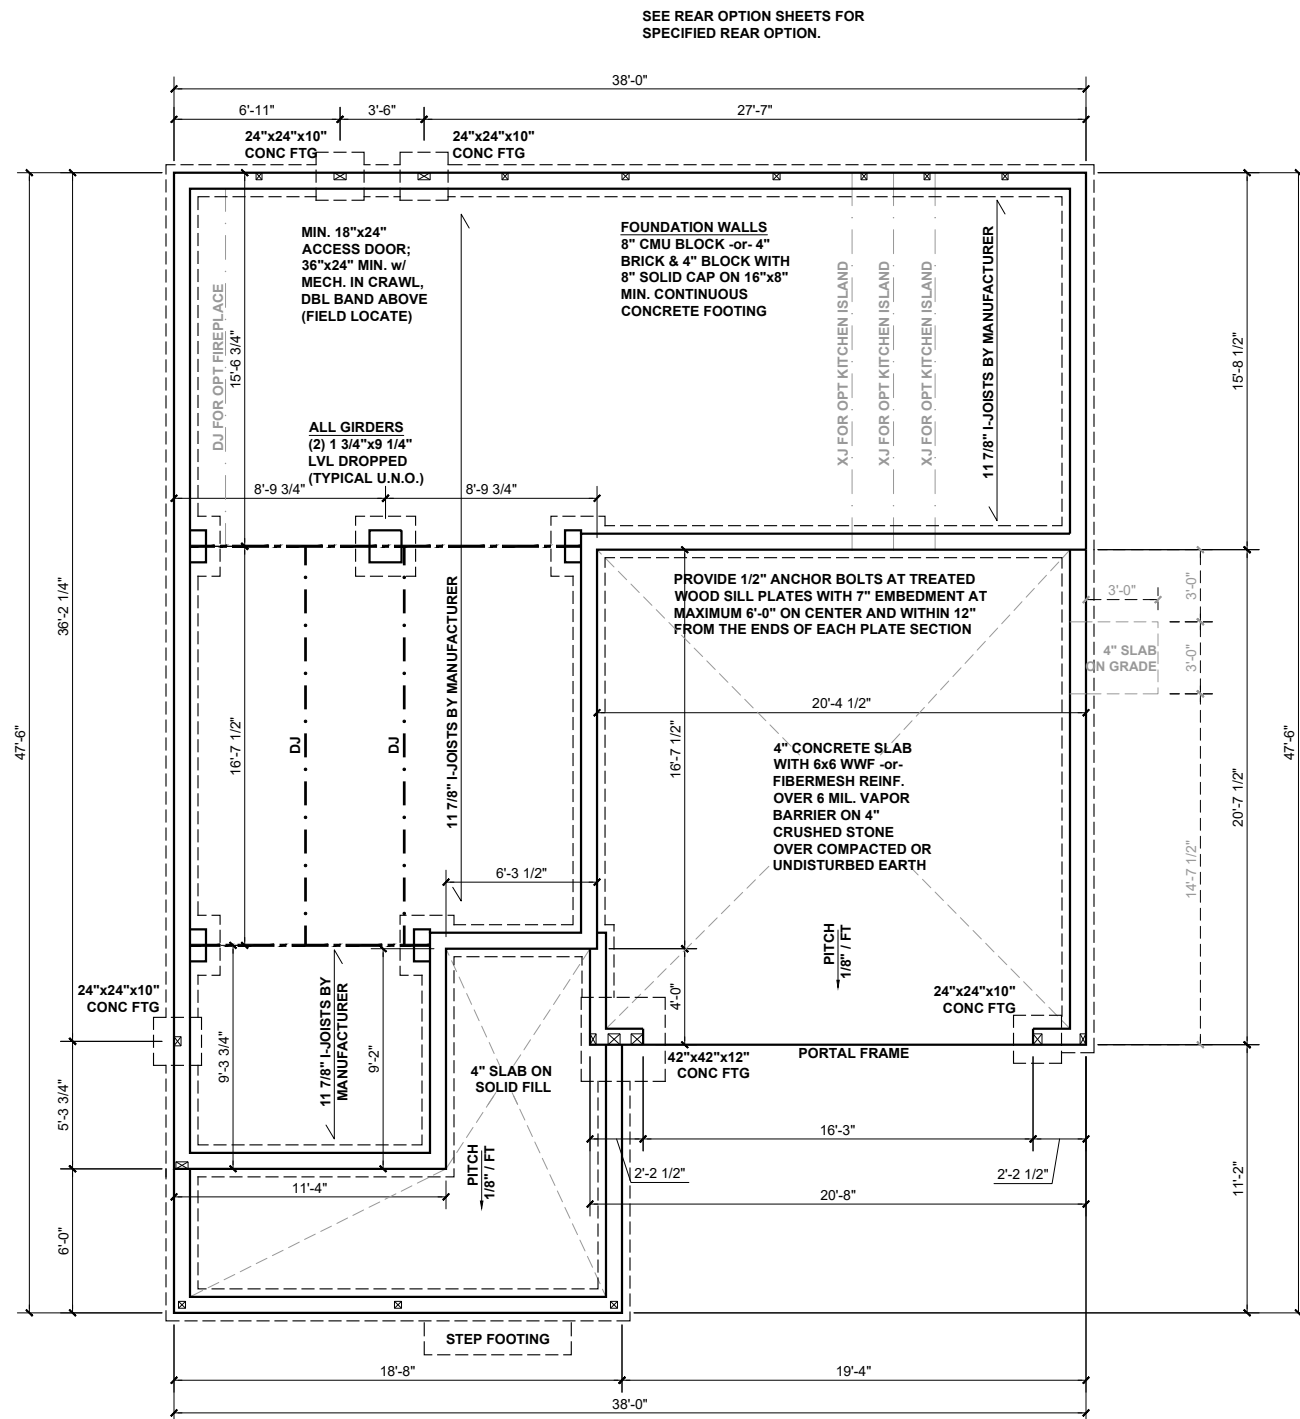 SEE REAR OPTION SHEETS FOR
SPECIFIED REAR OPTION.
38'-0"
6'-11"
3'-6"
27'-7"
24"x24"x10"
CONC FTG
24"x24"x10"
CONC FTG
MIN. 18"x24"
ACCESS DOOR;
36"x24" MIN. w/
MECH. IN CRAWL,
DBL BAND ABOVE
(FIELD LOCATE)
FOUNDATION WALLS
8" CMU BLOCK -or- 4"
BRICK & 4" BLOCK WITH
8" SOLID CAP ON 16"x8"
MIN. CONTINUOUS
CONCRETE FOOTING
DJ FOR OPT FIREPLACE
15'-6 3/4"
XJ FOR OPT KITCHEN ISLAND
XJ FOR OPT KITCHEN ISLAND
XJ FOR OPT KITCHEN ISLAND
11 7/8" I-JOISTS BY MANUFACTURER
15'-8 1/2"
ALL GIRDERS
(2) 1 3/4"x9 1/4"
LVL DROPPED
(TYPICAL U.N.O.)
8'-9 3/4"
8'-9 3/4"
36'-2 1/4"
47'-6"
47'-6"
PROVIDE 1/2" ANCHOR BOLTS AT TREATED
WOOD SILL PLATES WITH 7" EMBEDMENT AT
MAXIMUM 6'-0" ON CENTER AND WITHIN 12"
FROM THE ENDS OF EACH PLATE SECTION
3'-0"
3'-0"
4" SLAB
ON GRADE
3'-0"
11 7/8" I-JOISTS BY MANUFACTURER
16'-7 1/2"
DJ
DJ
16'-7 1/2"
20'-4 1/2"
4" CONCRETE SLAB
WITH 6x6 WWF -or-
FIBERMESH REINF.
OVER 6 MIL. VAPOR
BARRIER ON 4"
CRUSHED STONE
OVER COMPACTED OR
UNDISTURBED EARTH
20'-7 1/2"
14'-7 1/2"
6'-3 1/2"
PITCH
1/8" / FT
24"x24"x10"
CONC FTG
24"x24"x10"
CONC FTG
4'-0"
9'-3 3/4"
11 7/8" I-JOISTS BY
MANUFACTURER
9'-2"
4" SLAB ON
SOLID FILL
42"x42"x12"
CONC FTG
PORTAL FRAME
5'-3 3/4"
16'-3"
PITCH
1/8" / FT
2'-2 1/2"
2'-2 1/2"
11'-4"
20'-8"
11'-2"
6'-0"
STEP FOOTING
18'-8"
19'-4"
38'-0"